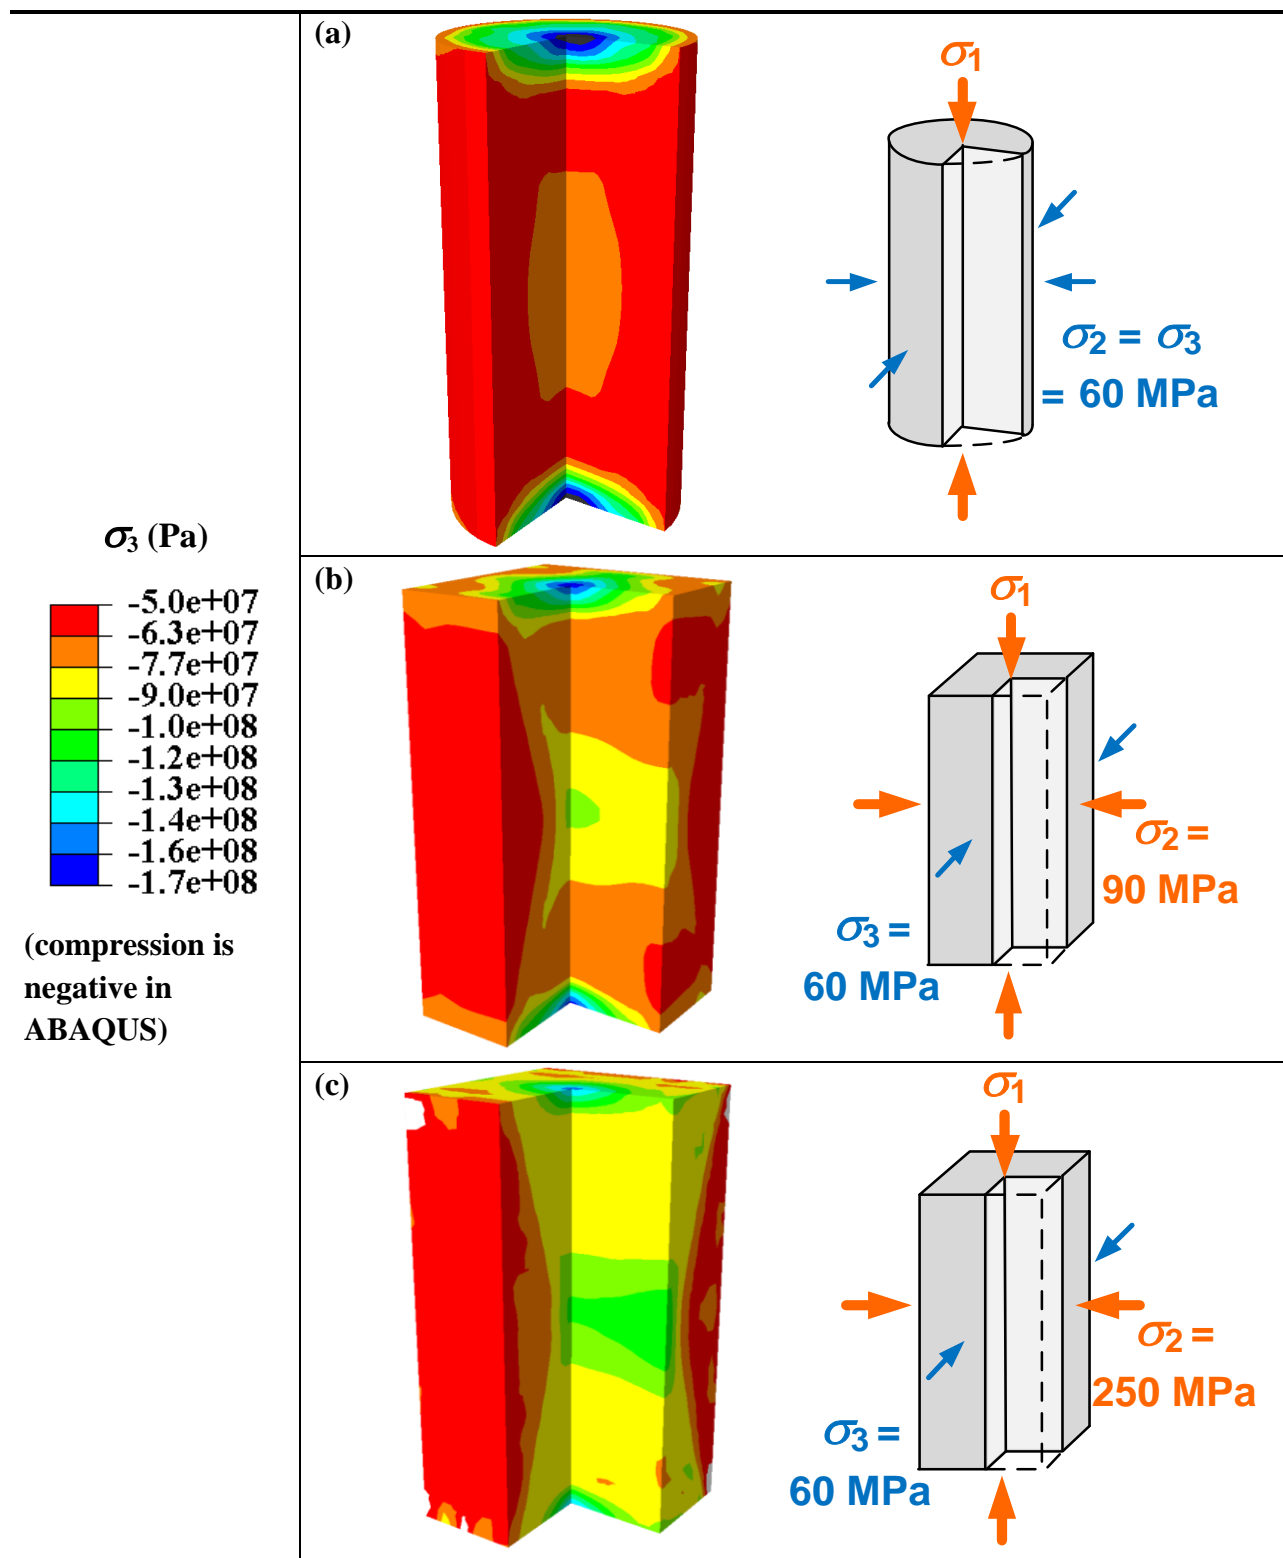 (a)
σ1
σ2 = σ3
= 60 MPa
σ3 (Pa)
-5.0e+07
-6.3e+07
-7.7e+07
-9.0e+07
-1.0e+08
-1.2e+08
-1.3e+08
-1.4e+08
-1.6e+08
-1.7e+08
(compression is
negative in
ABAQUS)
(b)
σ1
σ2 =
90 MPa
σ3 =
60 MPa
(c)
σ1
σ2 =
250 MPa
σ3 =
60 MPa